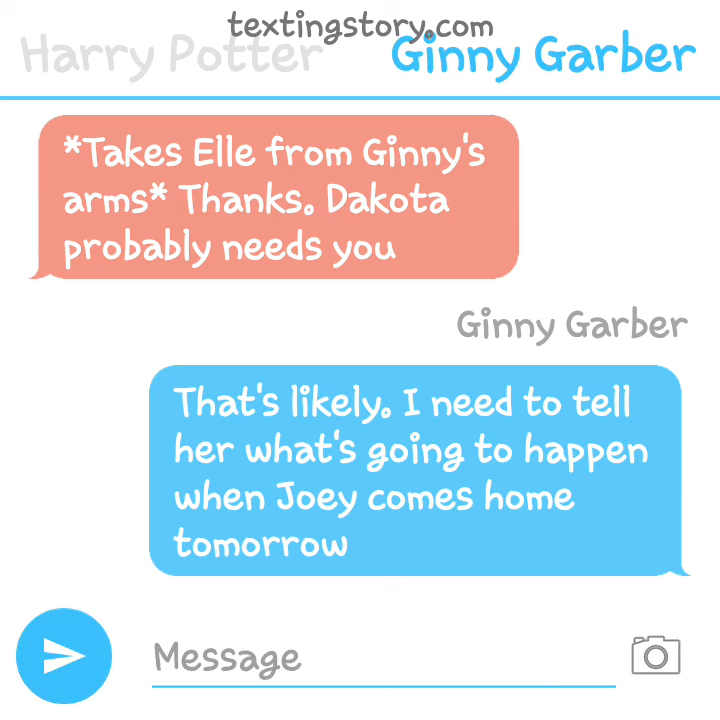 textingstory.com
Harry Potter Ginny Garber
*Takes Elle from Ginny's
arms* Thanks. Dakota
probably needs you
Ginny Garber
That's likely. I need to tell
her what's going to happen
when Joey comes home
tomorrow
Message